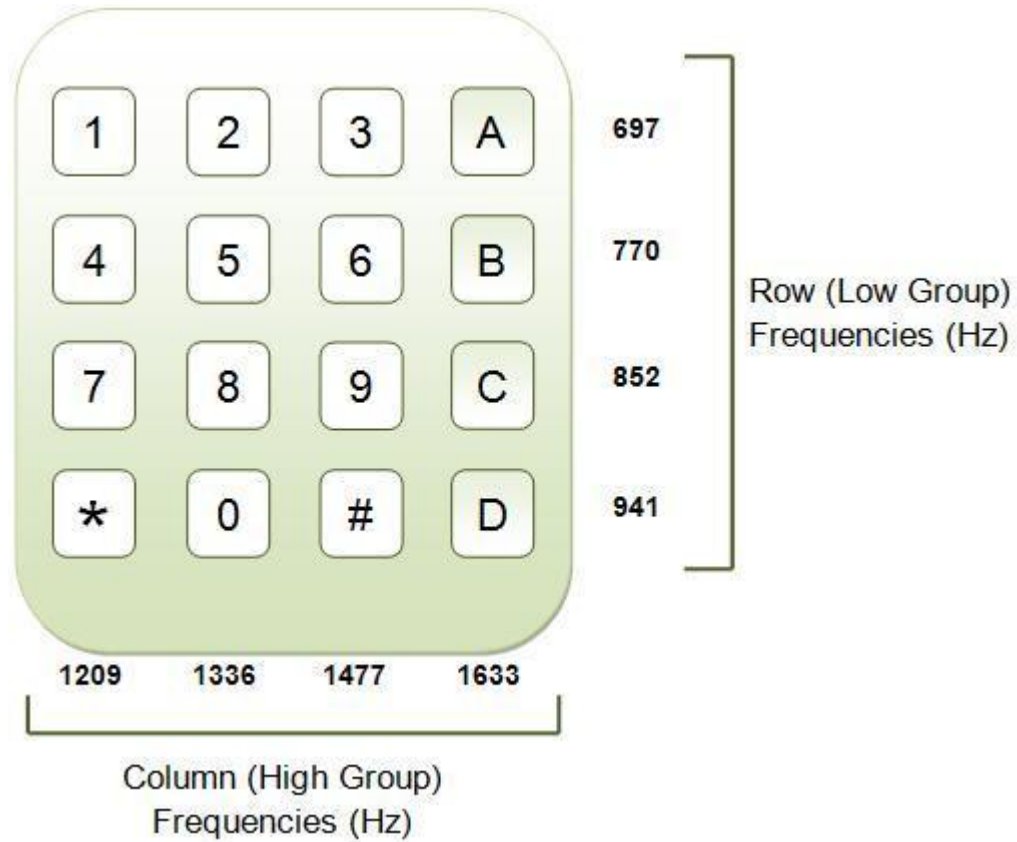 1 2 3 A 697
4 5 6 B 770
Row (Low Group)
Frequencies (Hz)
7 8 9 C 852
* 0 # D 941
1209 1336 1477 1633
Column (High Group)
Frequencies (Hz)